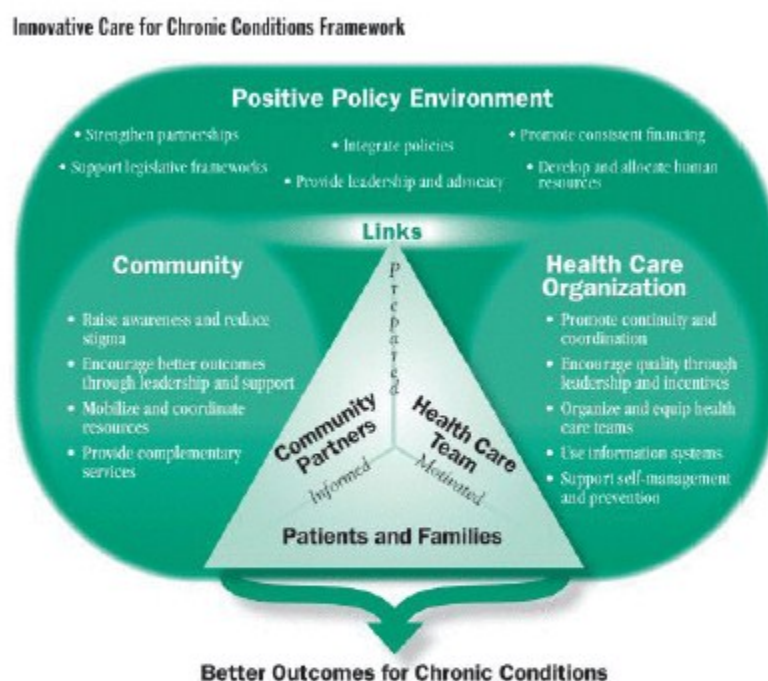 Innovative Care for Chronic Conditions Framework
Positive Policy Environment
• Strengthen partnerships
• Support legislative frameworks
• Integrate policies
• Provide leadership and advocacy
• Promote consistent financing
• Develop and allocate human
resources
Links
Community
• Raise awareness and reduce
stigma
• Encourage better outcomes
through leadership and support
• Mobilize and coordinate
resources
• Provide complementary
services
Prepared
Community
Partners
Health Care
Team
Informed
Motivated
Patients and Families
Health Care
Organization
• Promote continuity and
coordination
• Encourage quality through
leadership and incentives
• Organize and equip health
care teams
• Use information systems
• Support self-management
and prevention
Better Outcomes for Chronic Conditions